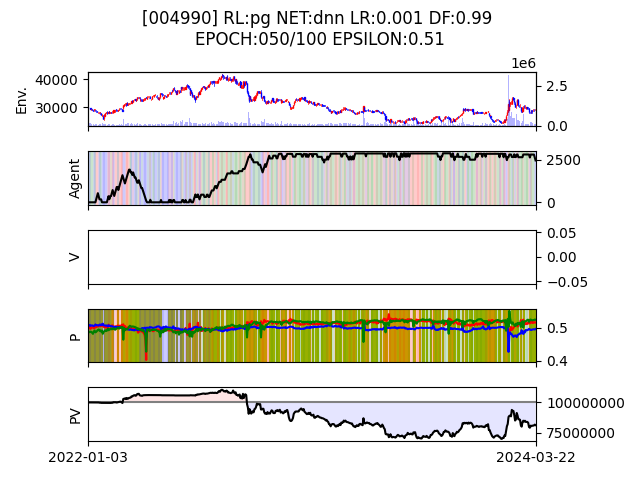 [004990] RL:pg NET:dnn LR:0.001 DF:0.99
EPOCH:050/100 EPSILON:0.51
1e6
Env.
40000
30000
2.5
0.0
Agent
2500
0
V
0.05
0.00
−0.05
P
0.5
0.4
PV
100000000
75000000
2022-01-03
2024-03-22